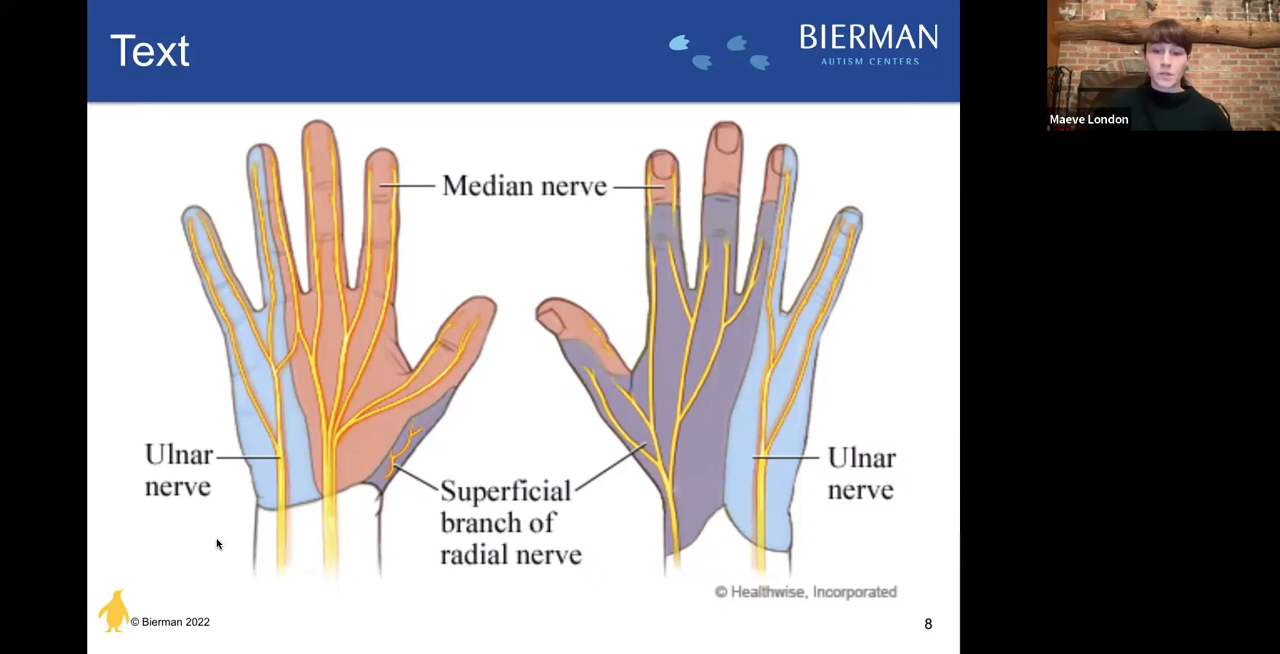 Text
BIERMAN
AUTISM CENTERS
Maeve London
Median nerve
Ulnar
nerve
Superficial
branch of
radial nerve
Ulnar
nerve
© Healthwise, Incorporated
© Bierman 2022
8